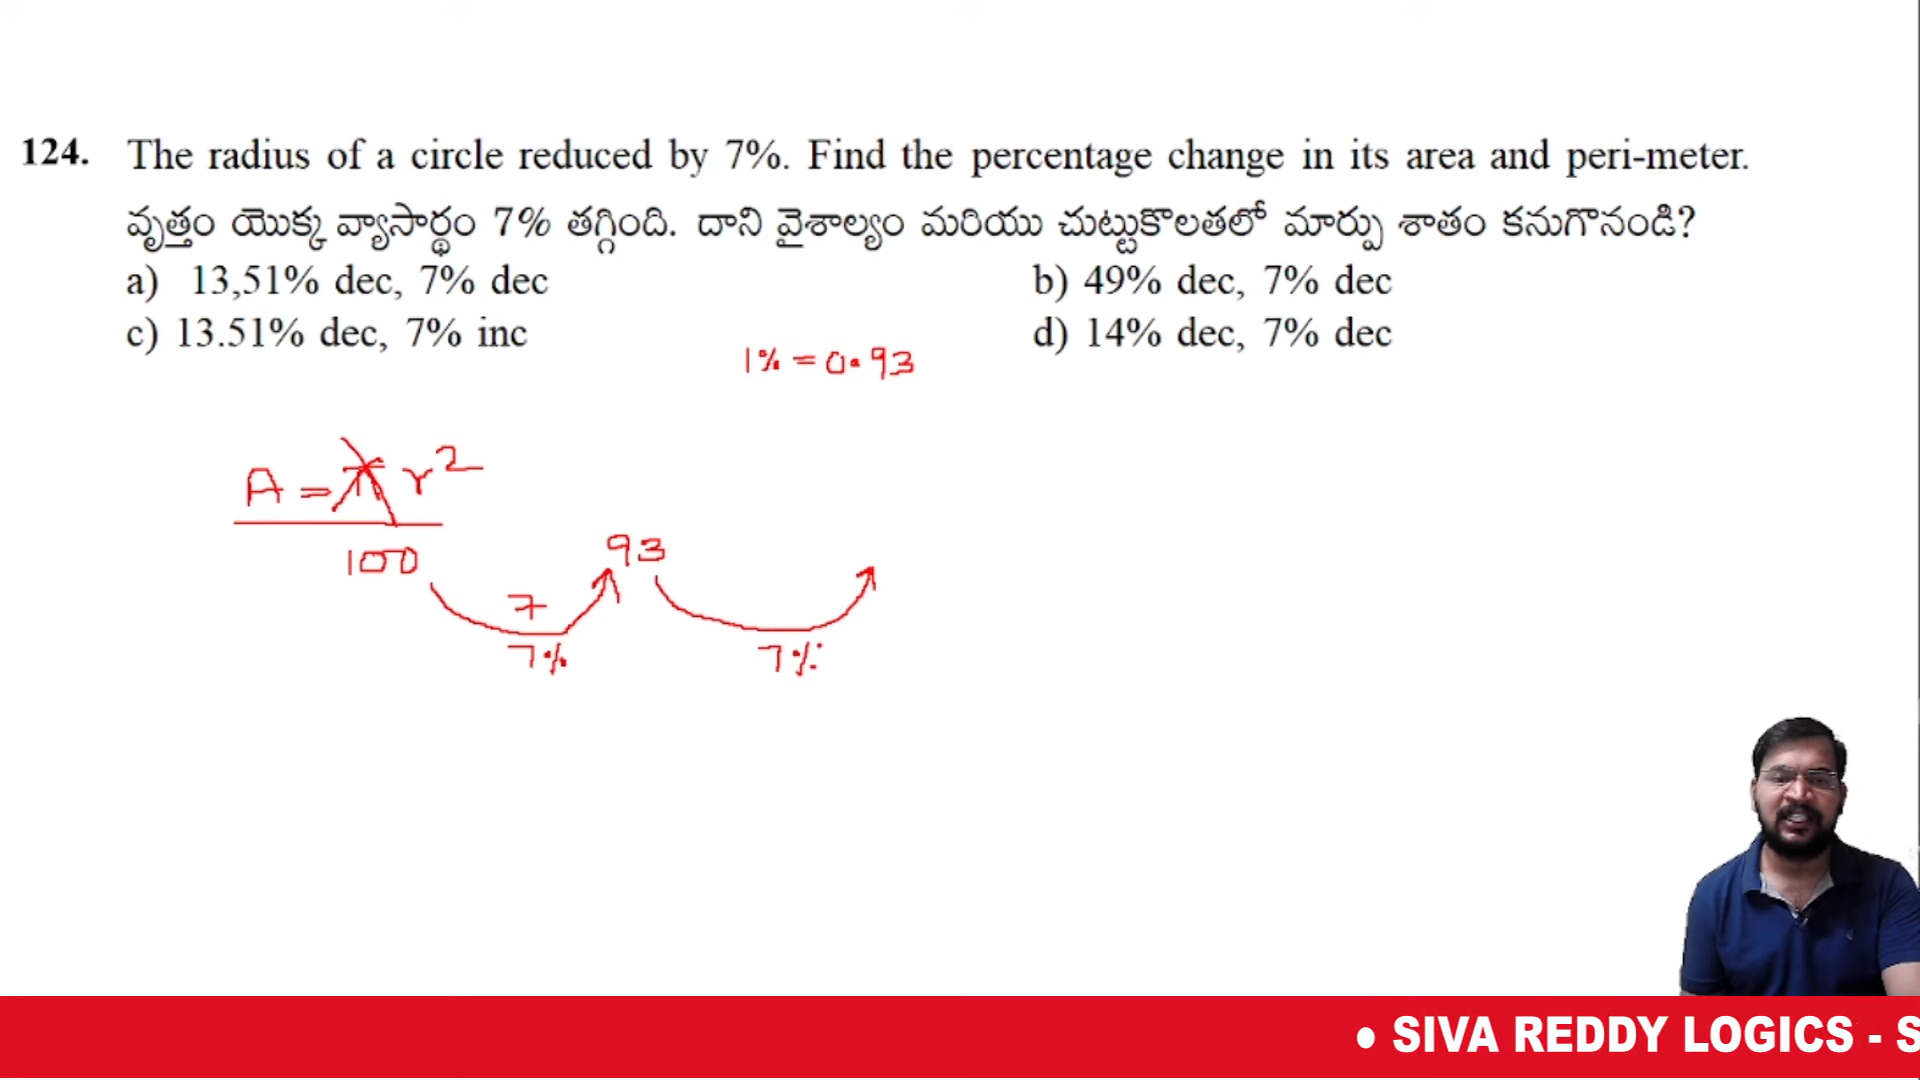 124. The radius of a circle reduced by 7%. Find the percentage change in its area and peri-meter.
వృత్తం యొక్క వ్యాసార్థం 7% తగ్గింది. దాని వైశాల్యం మరియు చుట్టుకొలతలో మార్పు శాతం కనుగొనండి?
a) 13,51% dec, 7% dec b) 49% dec, 7% dec
c) 13.51% dec, 7% inc d) 14% dec, 7% dec
1% = 0.93
A = π r²
100 93
7
7% 7%
• SIVA REDDY LOGICS - S